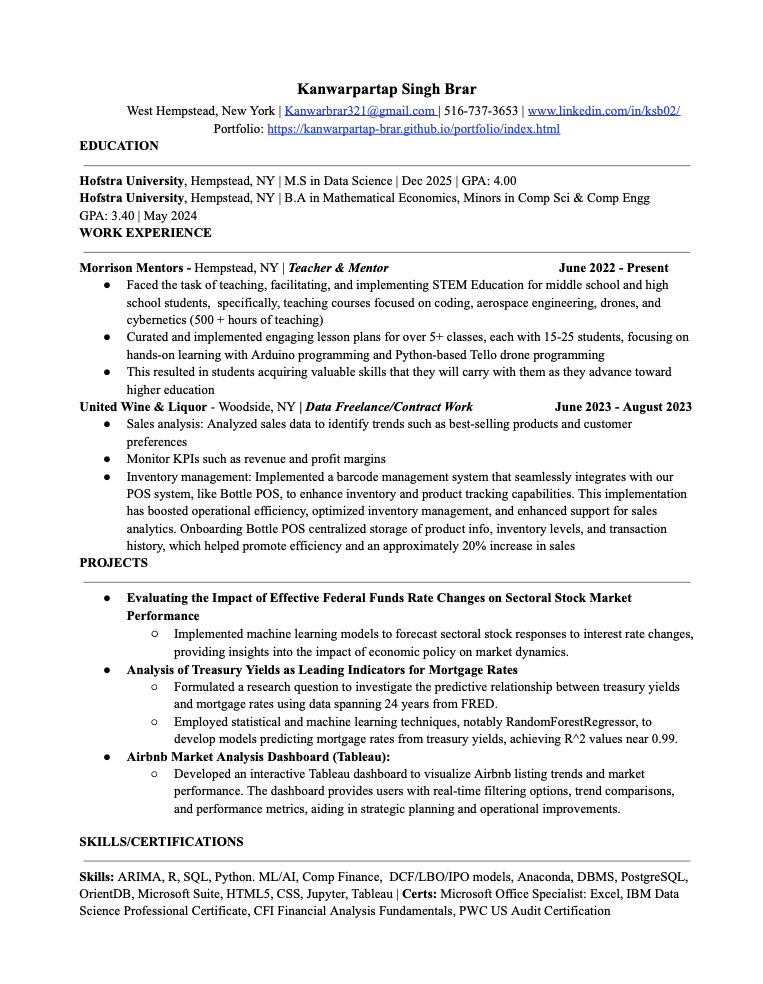 Kanwarpartap Singh Brar
West Hempstead, New York | Kanwarbrar321@gmail.com | 516-737-3653 | www.linkedin.com/in/ksb02/
Portfolio: https://kanwarpartap-brar.github.io/portfolio/index.html
EDUCATION
Hofstra University, Hempstead, NY | M.S in Data Science | Dec 2025 | GPA: 4.00
Hofstra University, Hempstead, NY | B.A in Mathematical Economics, Minors in Comp Sci & Comp Engg
GPA: 3.40 | May 2024
WORK EXPERIENCE
Morrison Mentors - Hempstead, NY | Teacher & Mentor June 2022 - Present
● Faced the task of teaching, facilitating, and implementing STEM Education for middle school and high
school students, specifically, teaching courses focused on coding, aerospace engineering, drones, and
cybernetics (500 + hours of teaching)
● Curated and implemented engaging lesson plans for over 5+ classes, each with 15-25 students, focusing on
hands-on learning with Arduino programming and Python-based Tello drone programming
● This resulted in students acquiring valuable skills that they will carry with them as they advance toward
higher education
United Wine & Liquor - Woodside, NY | Data Freelance/Contract Work June 2023 - August 2023
● Sales analysis: Analyzed sales data to identify trends such as best-selling products and customer
preferences
● Monitor KPIs such as revenue and profit margins
● Inventory management: Implemented a barcode management system that seamlessly integrates with our
POS system, like Bottle POS, to enhance inventory and product tracking capabilities. This implementation
has boosted operational efficiency, optimized inventory management, and enhanced support for sales
analytics. Onboarding Bottle POS centralized storage of product info, inventory levels, and transaction
history, which helped promote efficiency and an approximately 20% increase in sales
PROJECTS
● Evaluating the Impact of Effective Federal Funds Rate Changes on Sectoral Stock Market
Performance
○ Implemented machine learning models to forecast sectoral stock responses to interest rate changes,
providing insights into the impact of economic policy on market dynamics.
● Analysis of Treasury Yields as Leading Indicators for Mortgage Rates
○ Formulated a research question to investigate the predictive relationship between treasury yields
and mortgage rates using data spanning 24 years from FRED.
○ Employed statistical and machine learning techniques, notably RandomForestRegressor, to
develop models predicting mortgage rates from treasury yields, achieving R^2 values near 0.99.
● Airbnb Market Analysis Dashboard (Tableau):
○ Developed an interactive Tableau dashboard to visualize Airbnb listing trends and market
performance. The dashboard provides users with real-time filtering options, trend comparisons,
and performance metrics, aiding in strategic planning and operational improvements.
SKILLS/CERTIFICATIONS
Skills: ARIMA, R, SQL, Python. ML/AI, Comp Finance, DCF/LBO/IPO models, Anaconda, DBMS, PostgreSQL,
OrientDB, Microsoft Suite, HTML5, CSS, Jupyter, Tableau | Certs: Microsoft Office Specialist: Excel, IBM Data
Science Professional Certificate, CFI Financial Analysis Fundamentals, PWC US Audit Certification